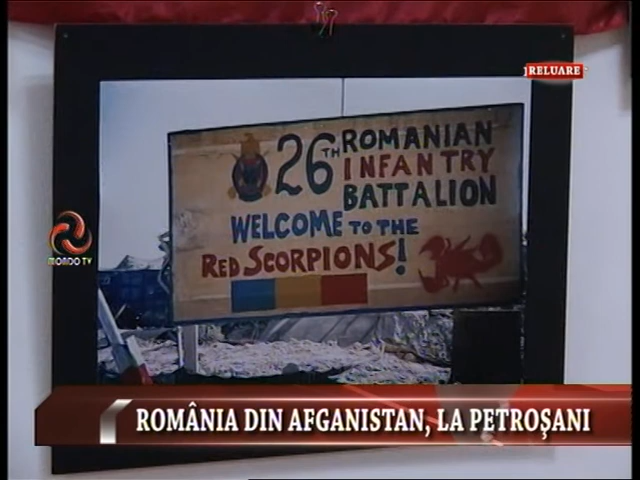 RELUARE
26TH ROMANIAN
INFANTRY
BATTALION
WELCOME TO THE
RED SCORPIONS!
MONDO TV
ROMÂNIA DIN AFGANISTAN, LA PETROŞANI